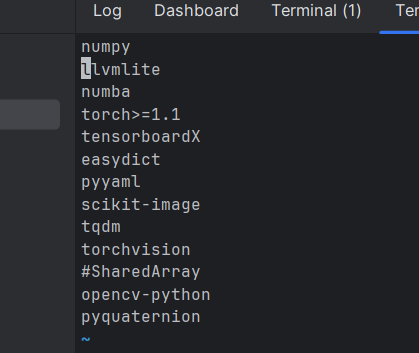 Log Dashboard Terminal (1) Te
numpy
llvmlite
numba
torch>=1.1
tensorboardX
easydict
pyyaml
scikit-image
tqdm
torchvision
#SharedArray
opencv-python
pyquaternion
~